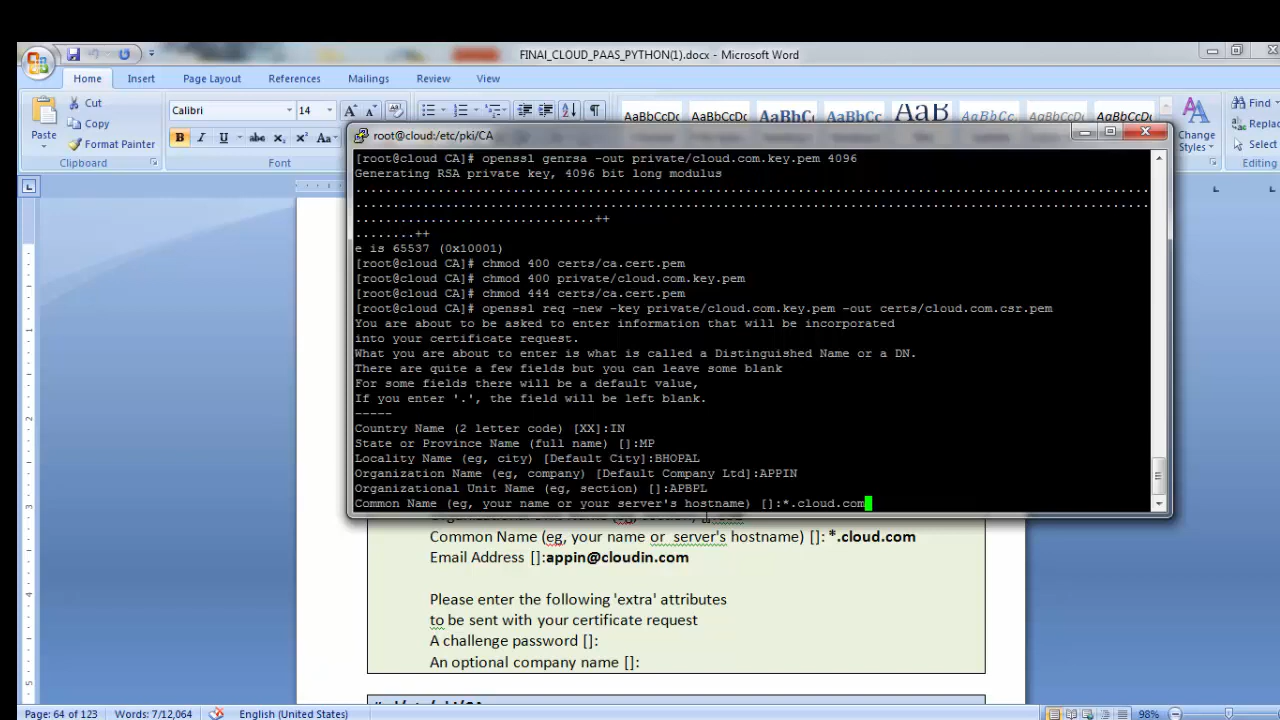 FINAl_CLOUD_PAAS_PYTHON(1).docx - Microsoft Word
Home Insert Page Layout References Mailings Review View
Cut
Copy
Format Painter
Paste
Clipboard
Calibri 14
B I U abc x₂ x² Aa
Font
AaBbCcDc AaBbCcDc AaBbC AaBbCc AaB AaBbCc. AaBbCcDc
Change
Styles
Find
Replac
Select
Editing
root@cloud:/etc/pki/CA
[root@cloud CA]# openssl genrsa -out private/cloud.com.key.pem 4096
Generating RSA private key, 4096 bit long modulus
................................++
........++
e is 65537 (0x10001)
[root@cloud CA]# chmod 400 certs/ca.cert.pem
[root@cloud CA]# chmod 400 private/cloud.com.key.pem
[root@cloud CA]# chmod 444 certs/ca.cert.pem
[root@cloud CA]# openssl req -new -key private/cloud.com.key.pem -out certs/cloud.com.csr.pem
You are about to be asked to enter information that will be incorporated
into your certificate request.
What you are about to enter is what is called a Distinguished Name or a DN.
There are quite a few fields but you can leave some blank
For some fields there will be a default value,
If you enter '.', the field will be left blank.
-----
Country Name (2 letter code) [XX]:IN
State or Province Name (full name) []:MP
Locality Name (eg, city) [Default City]:BHOPAL
Organization Name (eg, company) [Default Company Ltd]:APPIN
Organizational Unit Name (eg, section) []:APBPL
Common Name (eg, your name or your server's hostname) []:*.cloud.com
Common Name (eg, your name or server's hostname) []: *.cloud.com
Email Address []:appin@cloudin.com
Please enter the following 'extra' attributes
to be sent with your certificate request
A challenge password []:
An optional company name []:
Page: 64 of 123 Words: 7/12,064 English (United States) 98%